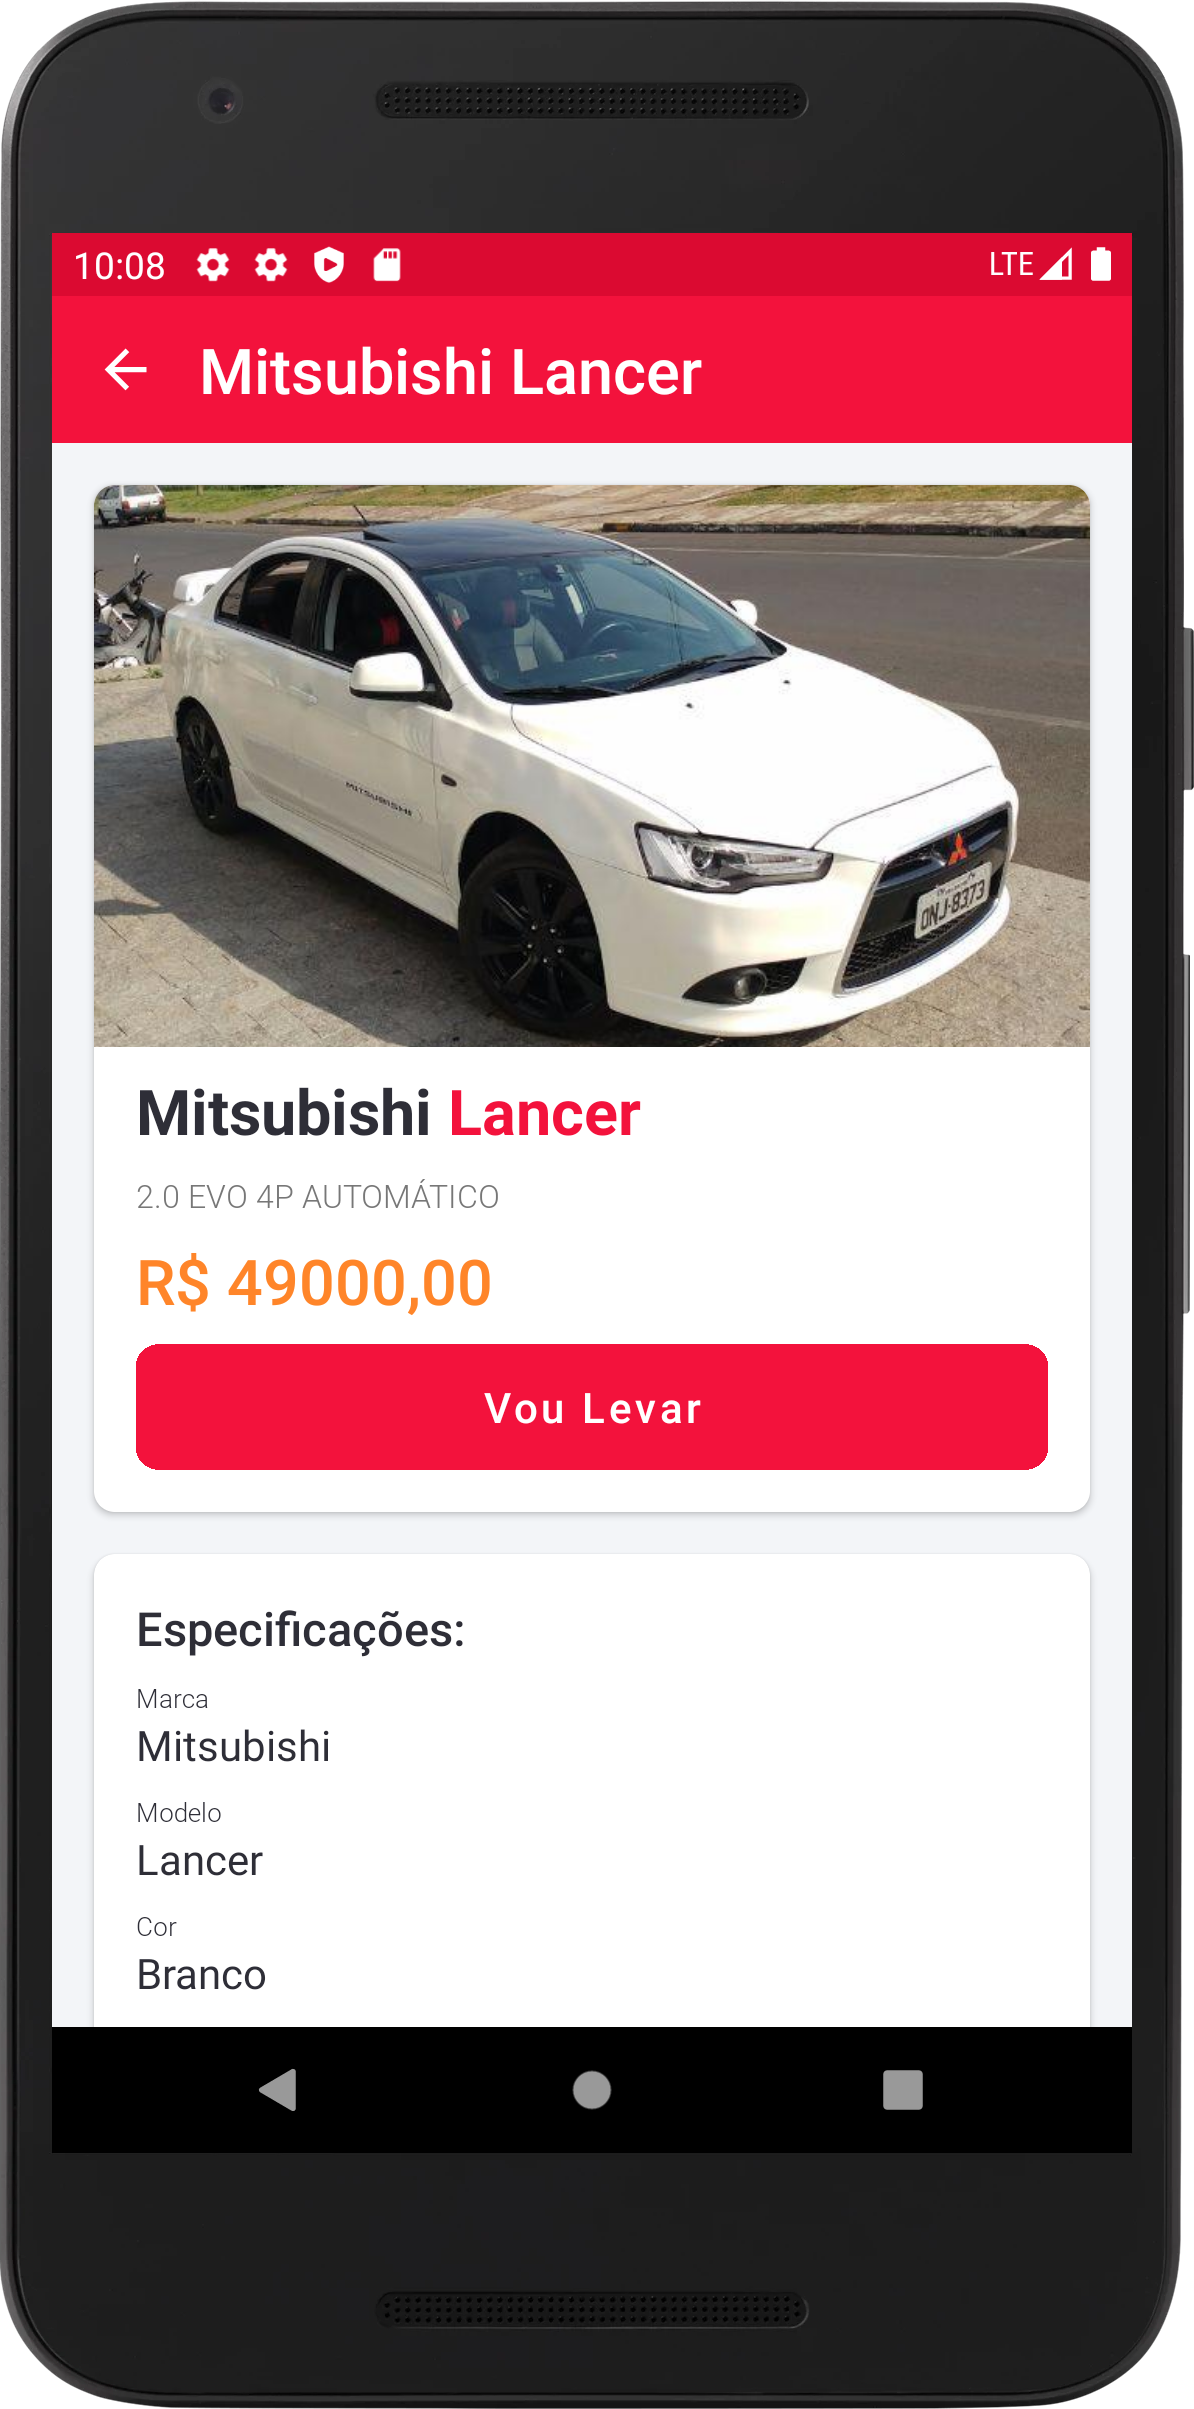 10:08 LTE
Mitsubishi Lancer
MITSUBISHI
ONJ-8373
Mitsubishi Lancer
2.0 EVO 4P AUTOMÁTICO
R$ 49000,00
Vou Levar
Especificações:
Marca
Mitsubishi
Modelo
Lancer
Cor
Branco